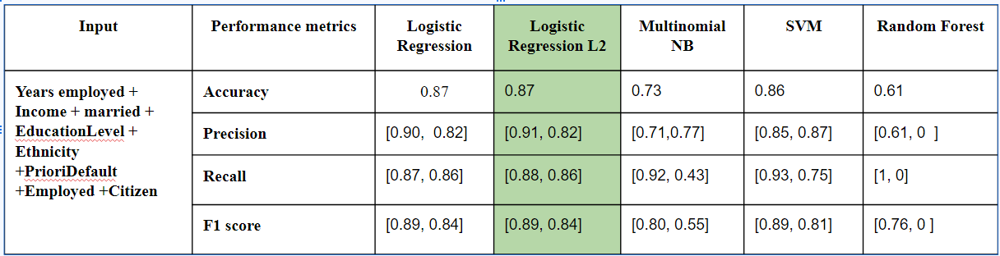 Input Performance metrics Logistic Regression Logistic Regression L2 Multinomial NB SVM Random Forest
Years employed + Income + married + EducationLevel + Ethnicity +PrioriDefault +Employed +Citizen
Accuracy 0.87 0.87 0.73 0.86 0.61
Precision [0.90, 0.82] [0.91, 0.82] [0.71,0.77] [0.85, 0.87] [0.61, 0 ]
Recall [0.87, 0.86] [0.88, 0.86] [0.92, 0.43] [0.93, 0.75] [1, 0]
F1 score [0.89, 0.84] [0.89, 0.84] [0.80, 0.55] [0.89, 0.81] [0.76, 0 ]